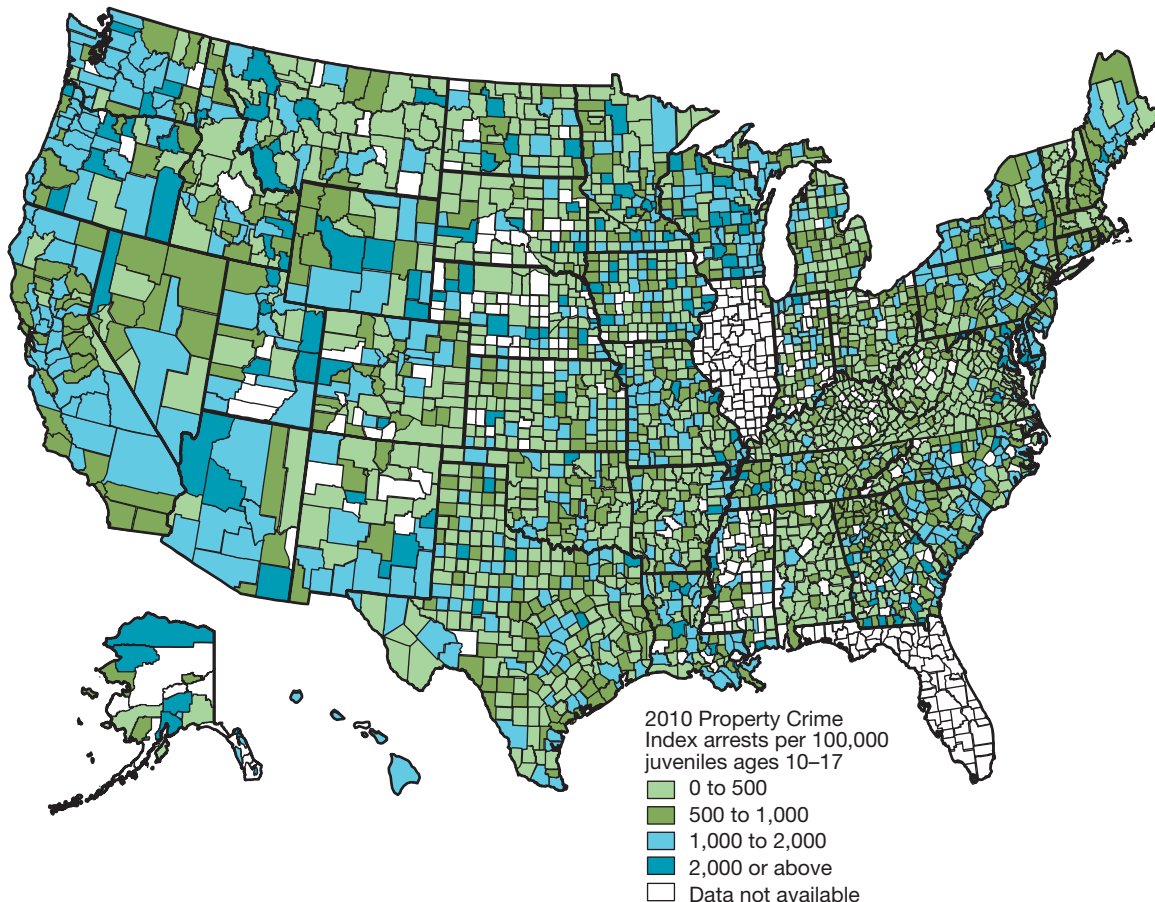 2010 Property Crime
Index arrests per 100,000
juveniles ages 10–17
0 to 500
500 to 1,000
1,000 to 2,000
2,000 or above
Data not available